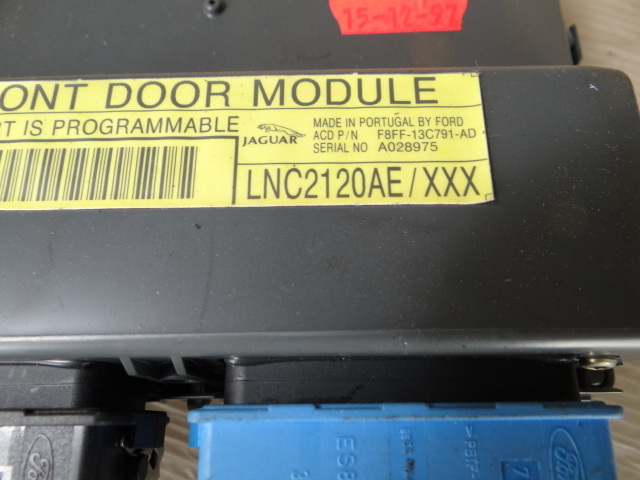 15-12-97
ONT DOOR MODULE
T IS PROGRAMMABLE
JAGUAR
MADE IN PORTUGAL BY FORD
ACD P/N F8FF-13C791-AD
SERIAL NO A028975
LNC2120AE/XXX
Ford